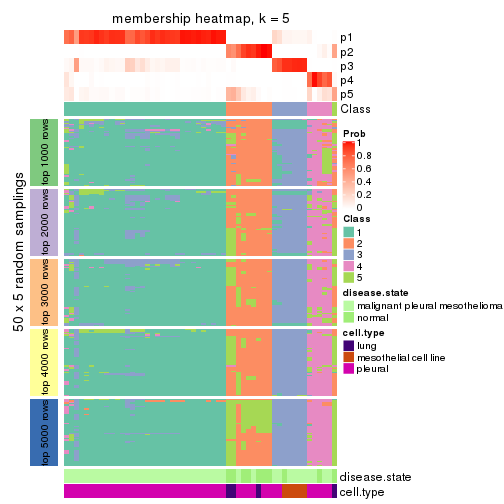 membership heatmap, k = 5
p1
p2
p3
p4
p5
Class
50 x 5 random samplings
top 1000 rows
top 2000 rows
top 3000 rows
top 4000 rows
top 5000 rows
Prob
1
0.8
0.6
0.4
0.2
0
Class
1
2
3
4
5
disease.state
malignant pleural mesothelioma
normal
cell.type
lung
mesothelial cell line
pleural
disease.state
cell.type